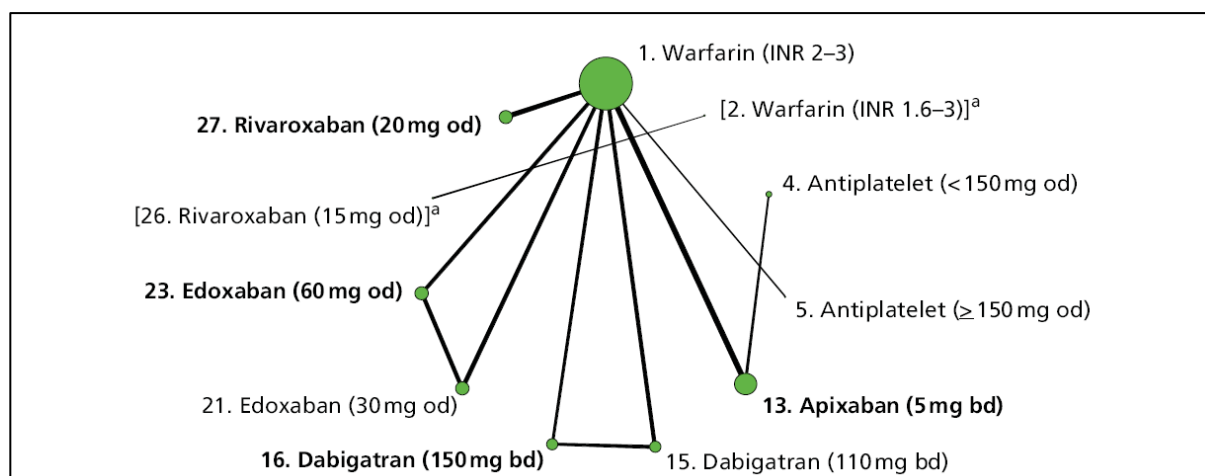 1. Warfarin (INR 2–3)
[2. Warfarin (INR 1.6–3)]ᵃ
27. Rivaroxaban (20 mg od)
4. Antiplatelet (<150 mg od)
[26. Rivaroxaban (15 mg od)]ᵃ
23. Edoxaban (60 mg od)
5. Antiplatelet (≥150 mg od)
21. Edoxaban (30 mg od)
13. Apixaban (5 mg bd)
16. Dabigatran (150 mg bd)
15. Dabigatran (110 mg bd)